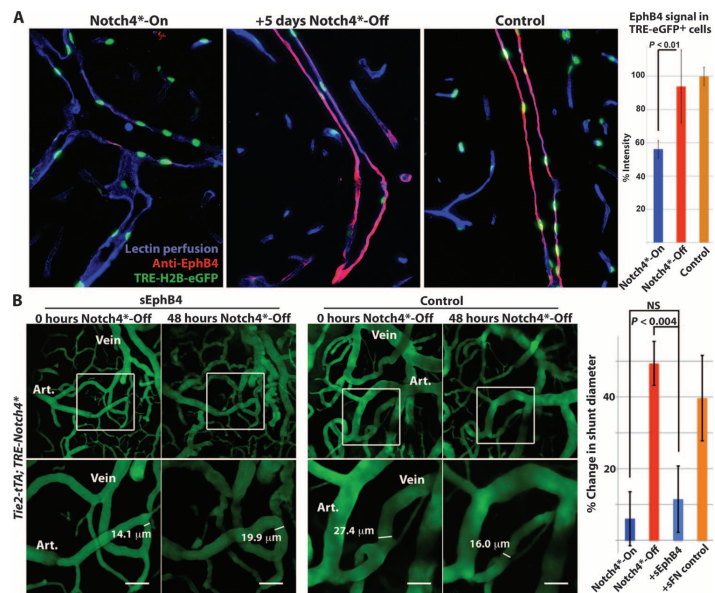 A
Notch4*-On
+5 days Notch4*-Off
Control
Lectin perfusion
Anti-EphB4
TRE-H2B-eGFP
EphB4 signal in
TRE-eGFP+ cells
P < 0.01
100
80
60
40
20
0
% Intensity
Notch4*-On
Notch4*-Off
Control
B
sEphB4
0 hours Notch4*-Off
48 hours Notch4*-Off
Control
0 hours Notch4*-Off
48 hours Notch4*-Off
Tie2-tTA; TRE-Notch4*
Vein
Art.
Vein
Art.
Vein
Art.
14.1 μm
19.9 μm
Vein
Art.
27.4 μm
16.0 μm
NS
P < 0.004
40
20
0
% Change in shunt diameter
Notch4*-On
Notch4*-Off
+sEphB4
+sFN control